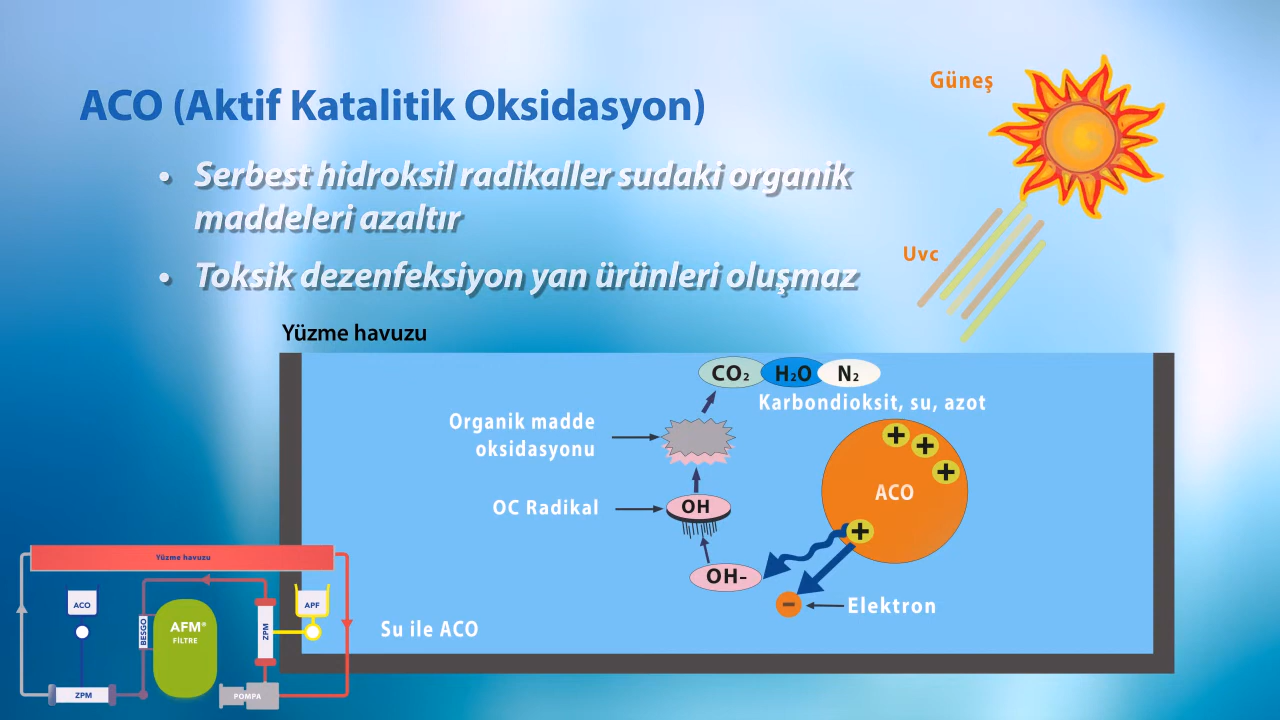 ACO (Aktif Katalitik Oksidasyon)
• Serbest hidroksil radikaller sudaki organik
maddeleri azaltır
• Toksik dezenfeksiyon yan ürünleri oluşmaz
Güneş
Uvc
Yüzme havuzu
CO₂ H₂O N₂
Karbondioksit, su, azot
Organik madde
oksidasyonu
+ + +
ACO
OC Radikal
OH
+
OH-
-
Elektron
Su ile ACO
Yüzme havuzu
ACO
BESGO
AFM®
FİLTRE
ZPM
APF
ZPM
POMPA